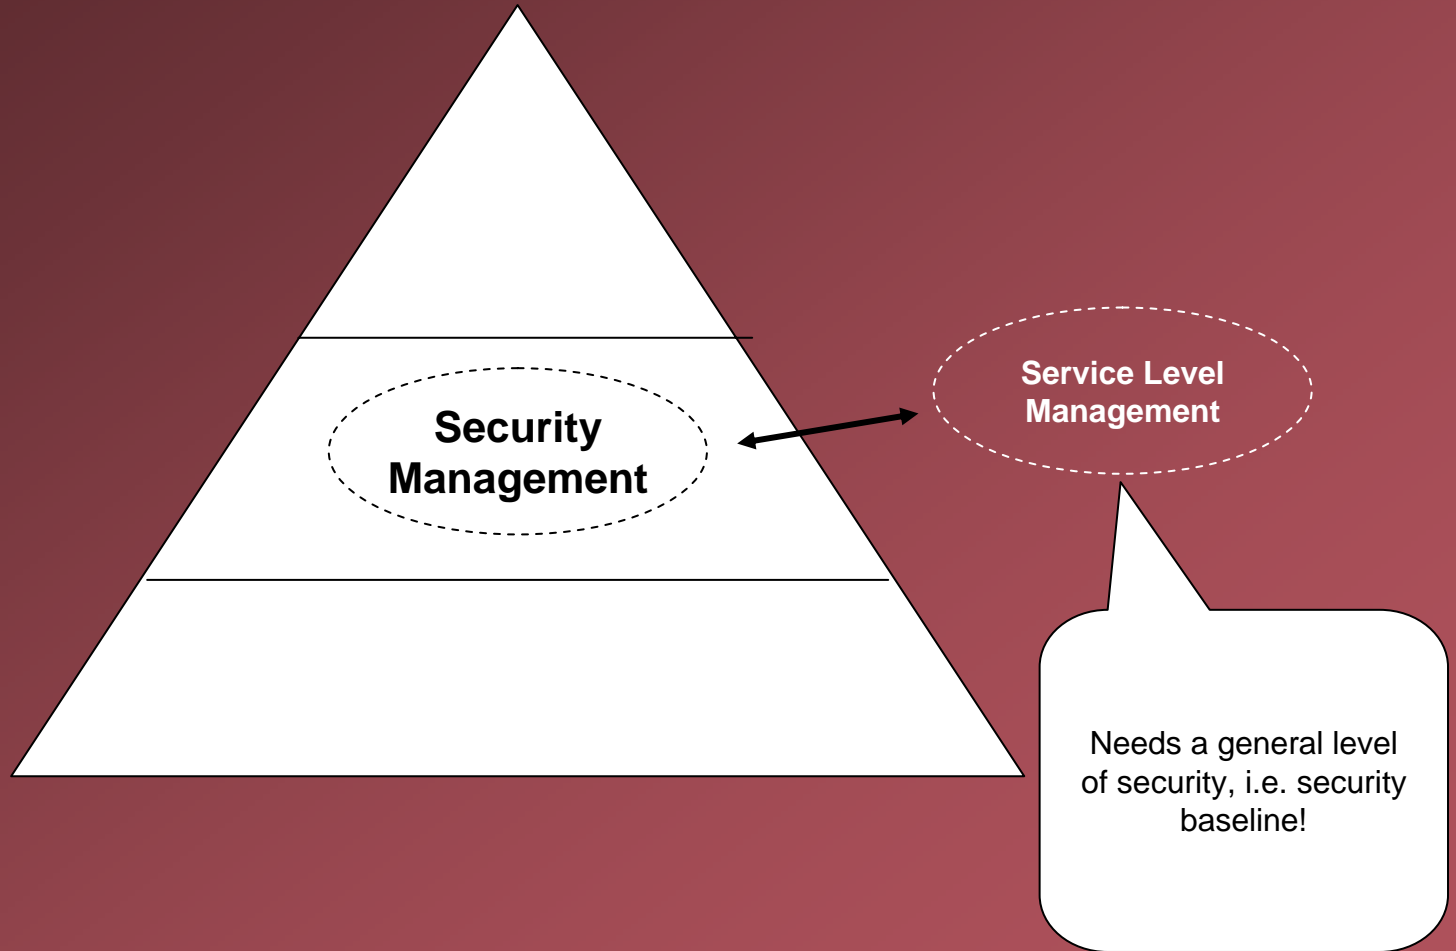 Security
Management
Service Level
Management
Needs a general level
of security, i.e. security
baseline!